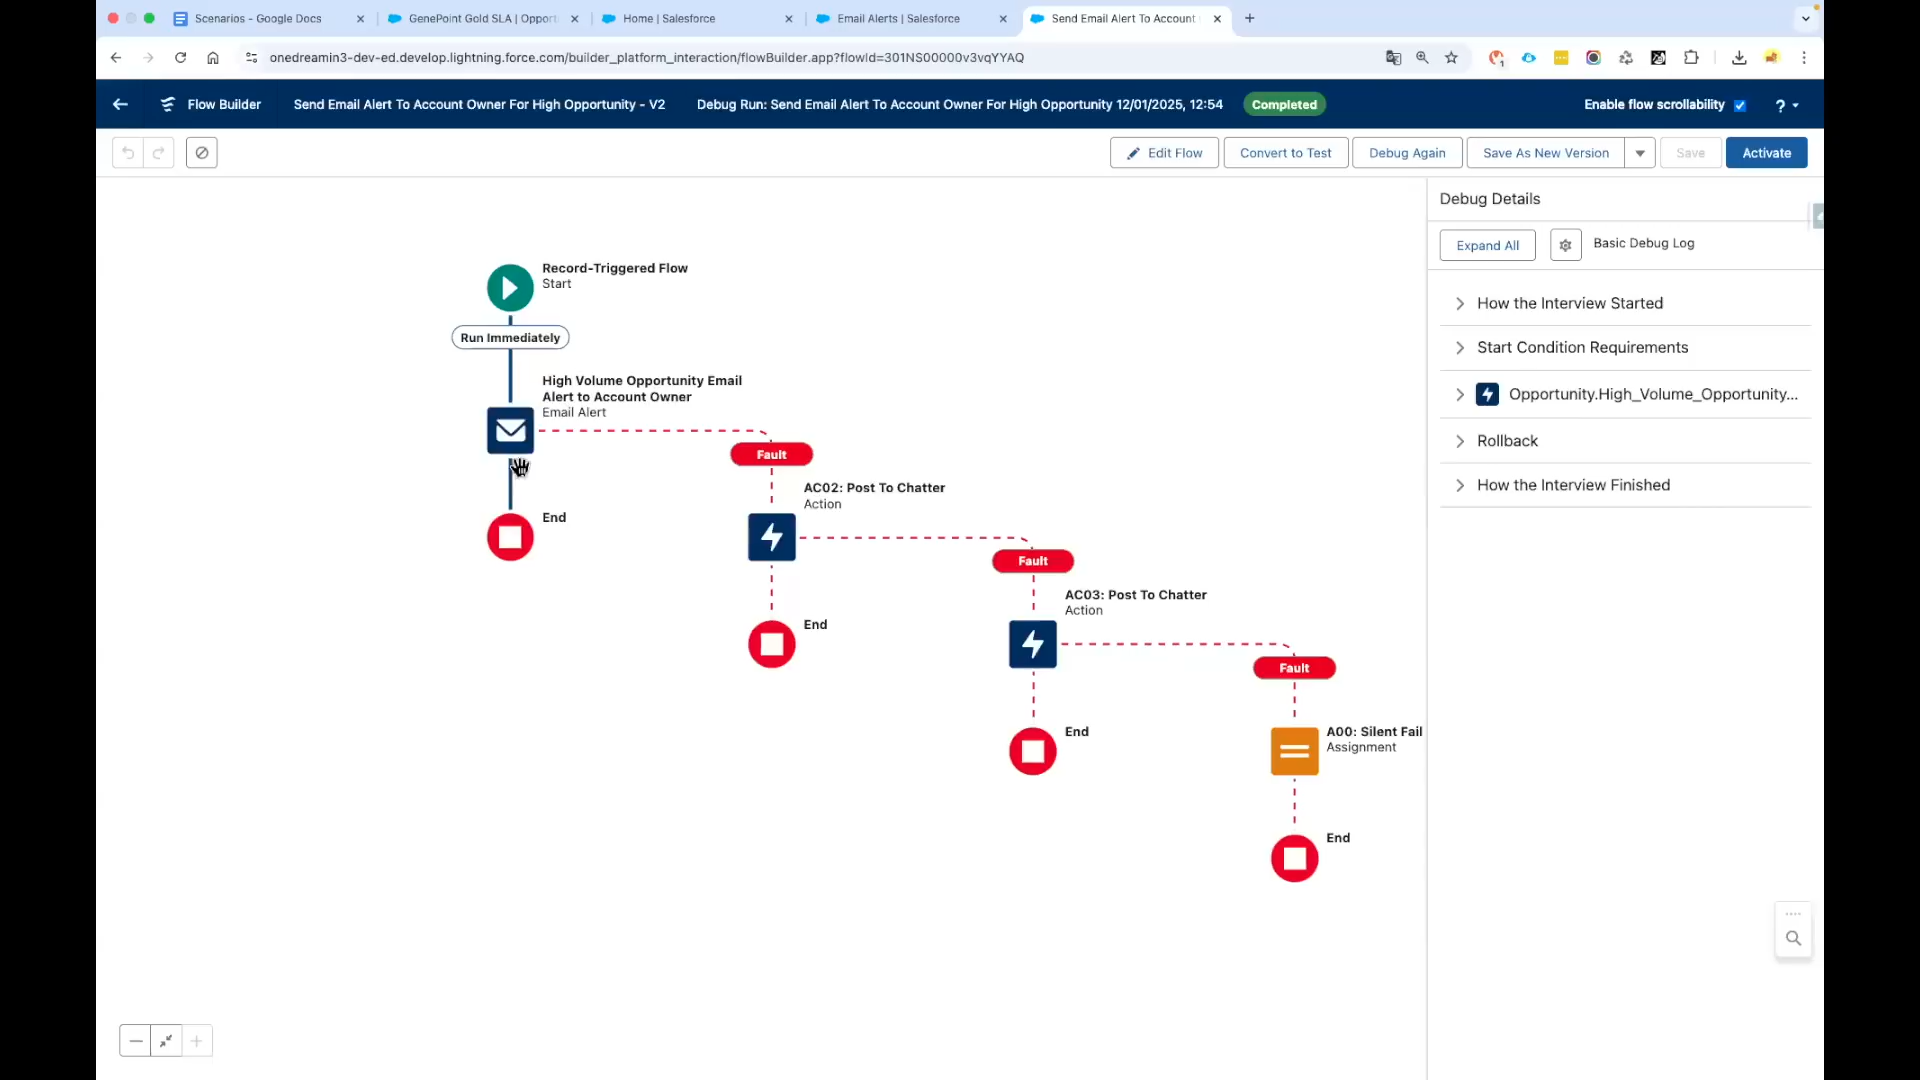 Scenarios - Google Docs
GenePoint Gold SLA | Opport
Home | Salesforce
Email Alerts | Salesforce
Send Email Alert To Account
onedreamin3-dev-ed.develop.lightning.force.com/builder_platform_interaction/flowBuilder.app?flowId=301NS00000v3vqYYAQ
Flow Builder
Send Email Alert To Account Owner For High Opportunity - V2
Debug Run: Send Email Alert To Account Owner For High Opportunity 12/01/2025, 12:54
Completed
Enable flow scrollability
?
Edit Flow
Convert to Test
Debug Again
Save As New Version
Save
Activate
Debug Details
Expand All
Basic Debug Log
How the Interview Started
Start Condition Requirements
Opportunity.High_Volume_Opportunity...
Rollback
How the Interview Finished
Record-Triggered Flow
Start
Run Immediately
High Volume Opportunity Email
Alert to Account Owner
Email Alert
Fault
End
AC02: Post To Chatter
Action
Fault
End
AC03: Post To Chatter
Action
Fault
End
A00: Silent Fail
Assignment
End